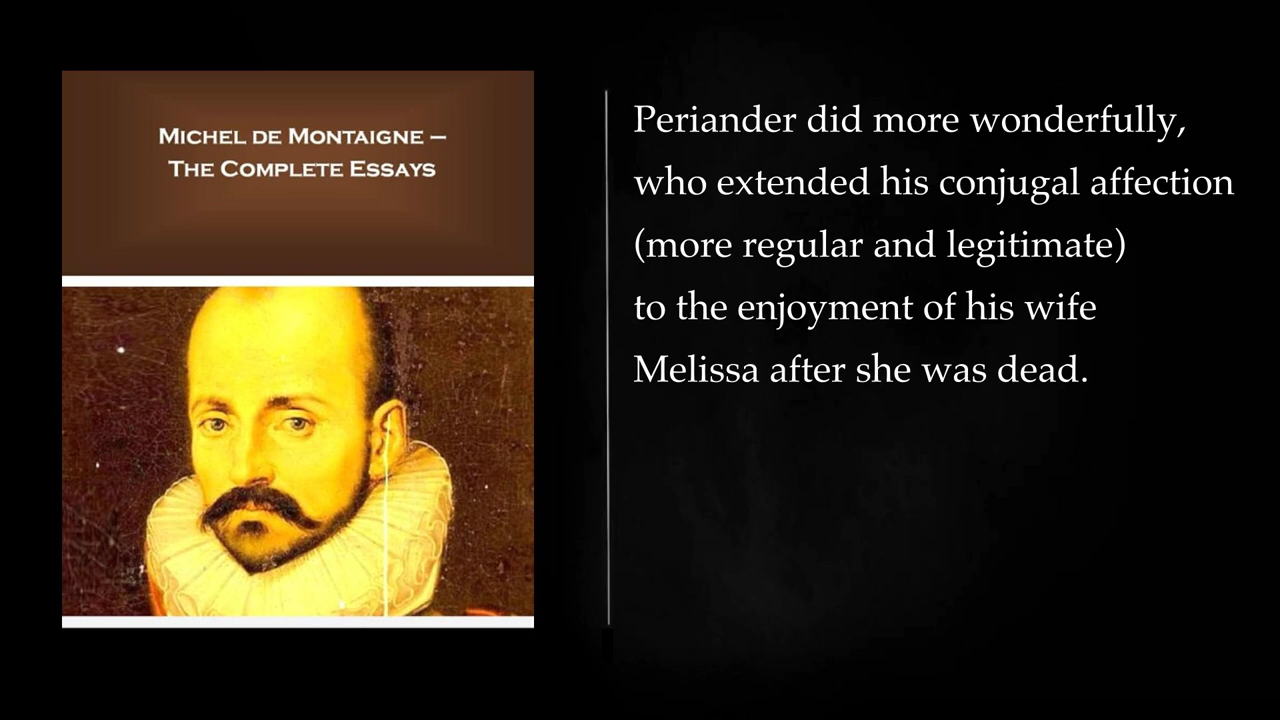 MICHEL DE MONTAIGNE –
THE COMPLETE ESSAYS
Periander did more wonderfully,
who extended his conjugal affection
(more regular and legitimate)
to the enjoyment of his wife
Melissa after she was dead.